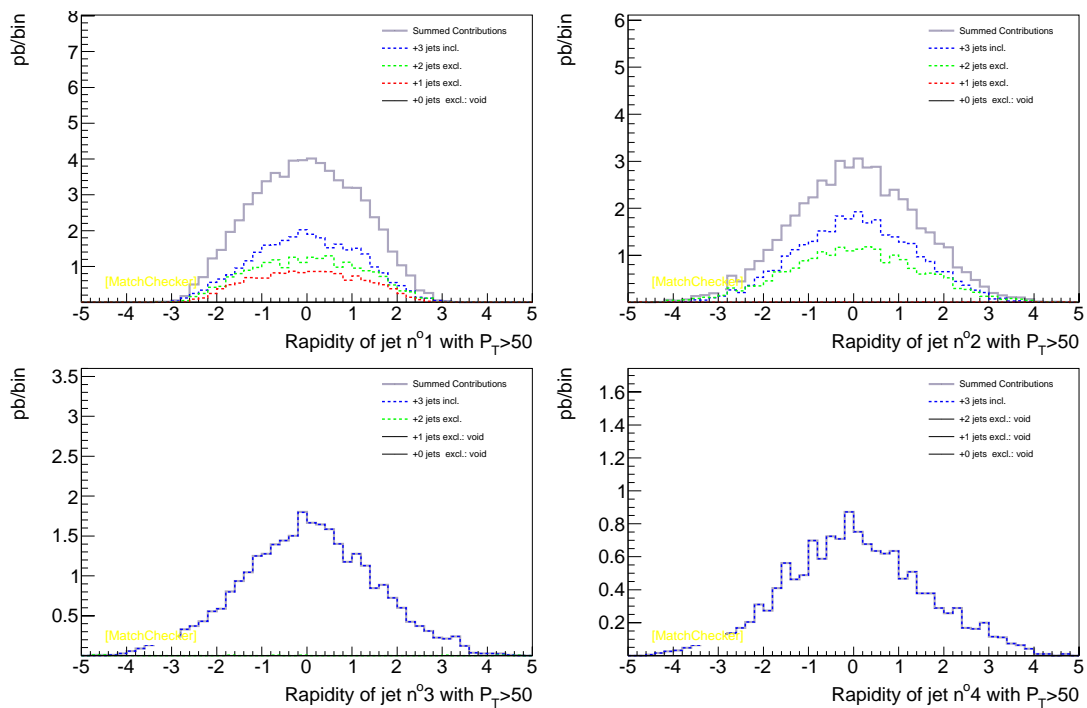 pb/bin
8
7
6
5
4
3
2
1
Summed Contributions
+3 jets incl.
+2 jets excl.
+1 jets excl.
+0 jets excl.: void
[MatchChecker]
-5 -4 -3 -2 -1 0 1 2 3 4 5
Rapidity of jet n°1 with P_T>50
pb/bin
6
5
4
3
2
1
0
Summed Contributions
+3 jets incl.
+2 jets excl.
+1 jets excl.
+0 jets excl.: void
[MatchChecker]
-5 -4 -3 -2 -1 0 1 2 3 4 5
Rapidity of jet n°2 with P_T>50
pb/bin
3.5
3
2.5
2
1.5
1
0.5
Summed Contributions
+3 jets incl.
+2 jets excl.
+1 jets excl.: void
+0 jets excl.: void
[MatchChecker]
-5 -4 -3 -2 -1 0 1 2 3 4 5
Rapidity of jet n°3 with P_T>50
pb/bin
1.6
1.4
1.2
1
0.8
0.6
0.4
0.2
Summed Contributions
+3 jets incl.
+2 jets excl.: void
+1 jets excl.: void
+0 jets excl.: void
[MatchChecker]
-5 -4 -3 -2 -1 0 1 2 3 4 5
Rapidity of jet n°4 with P_T>50